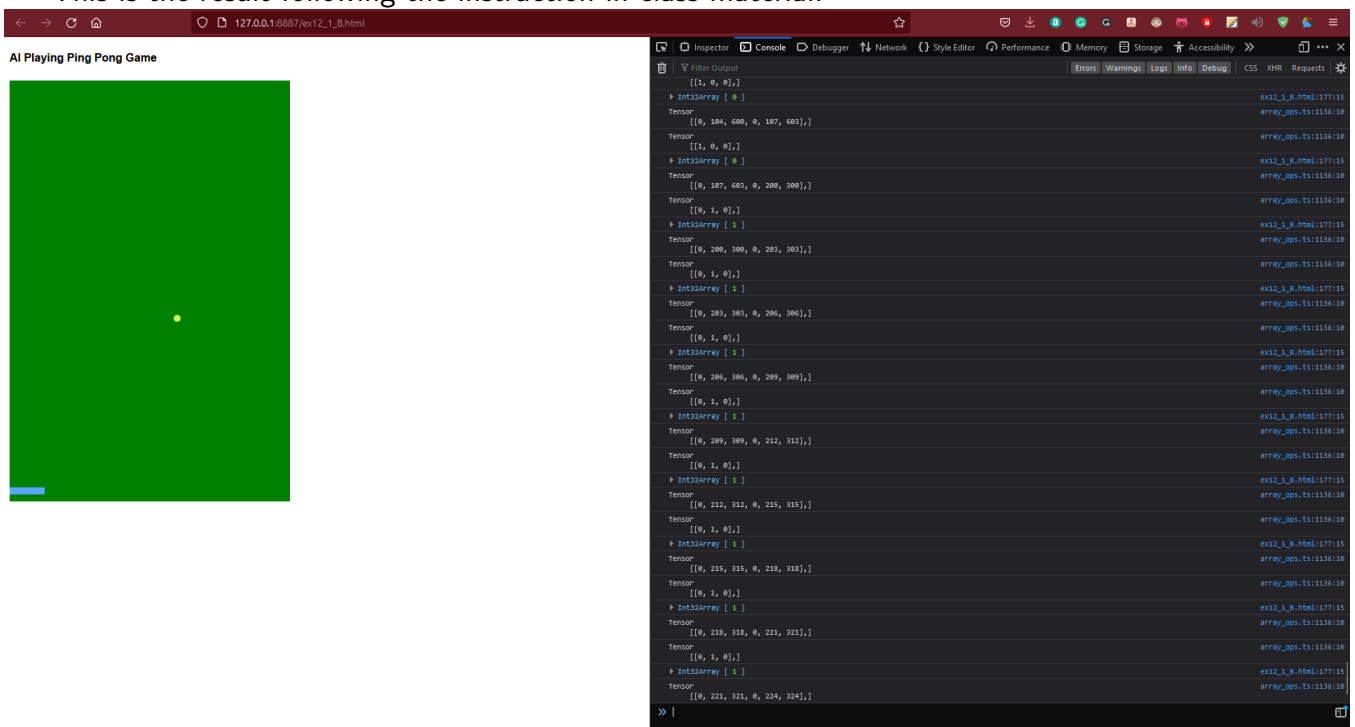 This is the result following the instruction in class material.
127.0.0.1:8887/ex12_1_B.html
AI Playing Ping Pong Game
Inspector Console Debugger Network {} Style Editor Performance Memory Storage Accessibility
Filter Output Errors Warnings Logs Info Debug CSS XHR Requests
[[1, 0, 0],]
Int32Array [ 0 ] ex12_1_B.html:177:15
Tensor array_ops.ts:1136:10
[[0, 104, 600, 0, 107, 603],]
Tensor array_ops.ts:1136:10
[[1, 0, 0],]
Int32Array [ 0 ] ex12_1_B.html:177:15
Tensor array_ops.ts:1136:10
[[0, 107, 603, 0, 200, 300],]
Tensor array_ops.ts:1136:10
[[0, 1, 0],]
Int32Array [ 1 ] ex12_1_B.html:177:15
Tensor array_ops.ts:1136:10
[[0, 200, 300, 0, 203, 303],]
Tensor array_ops.ts:1136:10
[[0, 1, 0],]
Int32Array [ 1 ] ex12_1_B.html:177:15
Tensor array_ops.ts:1136:10
[[0, 203, 303, 0, 206, 306],]
Tensor array_ops.ts:1136:10
[[0, 1, 0],]
Int32Array [ 1 ] ex12_1_B.html:177:15
Tensor array_ops.ts:1136:10
[[0, 206, 306, 0, 209, 309],]
Tensor array_ops.ts:1136:10
[[0, 1, 0],]
Int32Array [ 1 ] ex12_1_B.html:177:15
Tensor array_ops.ts:1136:10
[[0, 209, 309, 0, 212, 312],]
Tensor array_ops.ts:1136:10
[[0, 1, 0],]
Int32Array [ 1 ] ex12_1_B.html:177:15
Tensor array_ops.ts:1136:10
[[0, 212, 312, 0, 215, 315],]
Tensor array_ops.ts:1136:10
[[0, 1, 0],]
Int32Array [ 1 ] ex12_1_B.html:177:15
Tensor array_ops.ts:1136:10
[[0, 215, 315, 0, 218, 318],]
Tensor array_ops.ts:1136:10
[[0, 1, 0],]
Int32Array [ 1 ] ex12_1_B.html:177:15
Tensor array_ops.ts:1136:10
[[0, 218, 318, 0, 221, 321],]
Tensor array_ops.ts:1136:10
[[0, 1, 0],]
Int32Array [ 1 ] ex12_1_B.html:177:15
Tensor array_ops.ts:1136:10
[[0, 221, 321, 0, 224, 324],]